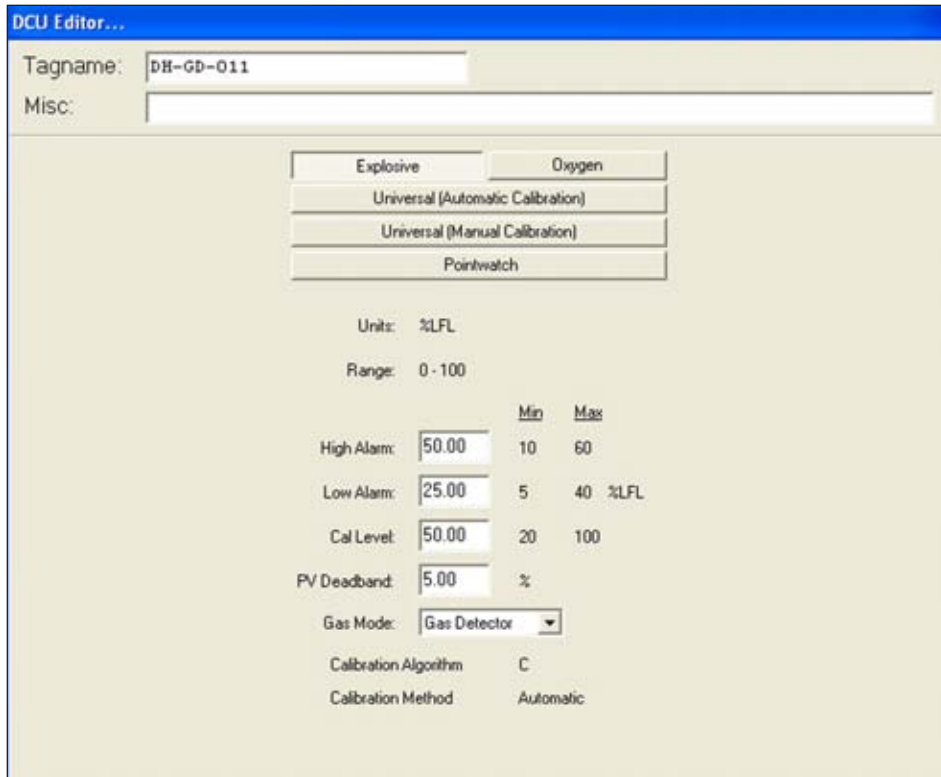 DCU Editor...
Tagname: DH-GD-011
Misc:
Explosive Oxygen
Universal (Automatic Calibration)
Universal (Manual Calibration)
Pointwatch
Units: %LFL
Range: 0 - 100
Min Max
High Alarm: 50.00 10 60
Low Alarm: 25.00 5 40 %LFL
Cal Level: 50.00 20 100
PV Deadband: 5.00 %
Gas Mode: Gas Detector
Calibration Algorithm C
Calibration Method Automatic